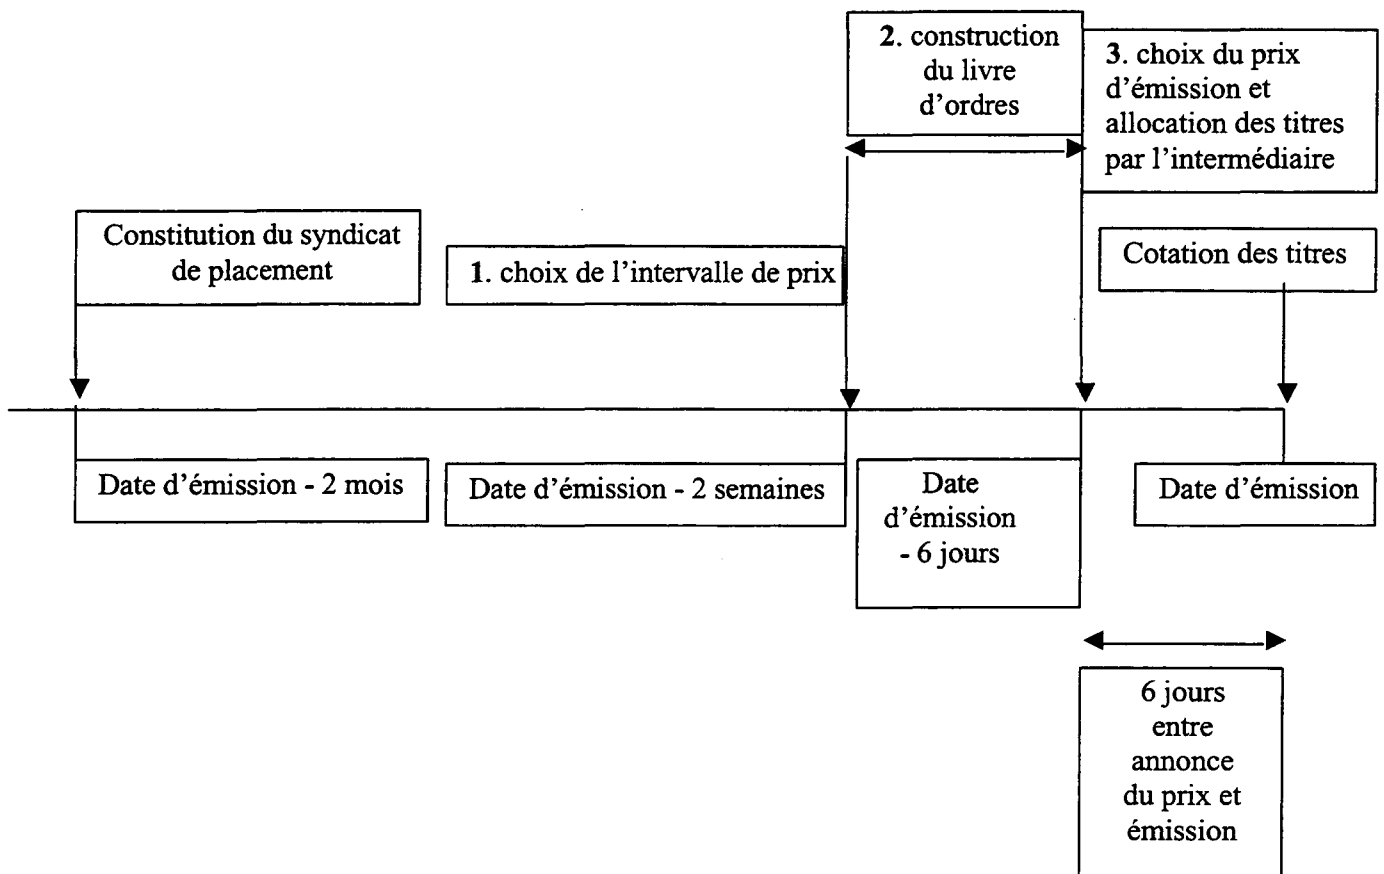 2. construction
du livre
d'ordres
3. choix du prix
d'émission et
allocation des titres
par l'intermédiaire
Constitution du syndicat
de placement
1. choix de l'intervalle de prix
Cotation des titres
Date d'émission - 2 mois
Date d'émission - 2 semaines
Date
d'émission
- 6 jours
Date d'émission
6 jours
entre
annonce
du prix et
émission